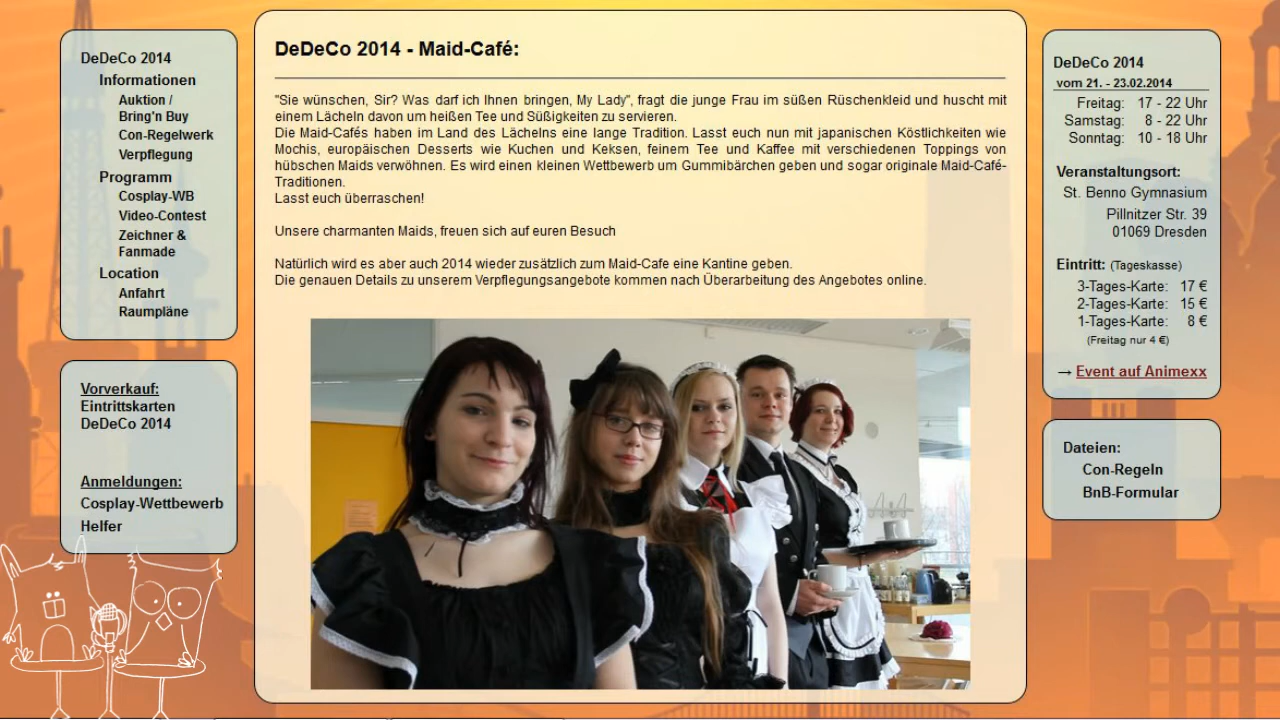 DeDeCo 2014
Informationen
Auktion /
Bring'n Buy
Con-Regelwerk
Verpflegung
Programm
Cosplay-WB
Video-Contest
Zeichner &
Fanmade
Location
Anfahrt
Raumpläne
Vorverkauf:
Eintrittskarten
DeDeCo 2014
Anmeldungen:
Cosplay-Wettbewerb
Helfer
DeDeCo 2014 - Maid-Café:
"Sie wünschen, Sir? Was darf ich Ihnen bringen, My Lady", fragt die junge Frau im süßen Rüschenkleid und huscht mit
einem Lächeln davon um heißen Tee und Süßigkeiten zu servieren.
Die Maid-Cafés haben im Land des Lächelns eine lange Tradition. Lasst euch nun mit japanischen Köstlichkeiten wie
Mochis, europäischen Desserts wie Kuchen und Keksen, feinem Tee und Kaffee mit verschiedenen Toppings von
hübschen Maids verwöhnen. Es wird einen kleinen Wettbewerb um Gummibärchen geben und sogar originale Maid-Café-
Traditionen.
Lasst euch überraschen!
Unsere charmanten Maids, freuen sich auf euren Besuch
Natürlich wird es aber auch 2014 wieder zusätzlich zum Maid-Cafe eine Kantine geben.
Die genauen Details zu unserem Verpflegungsangebote kommen nach Überarbeitung des Angebotes online.
DeDeCo 2014
vom 21. - 23.02.2014
Freitag: 17 - 22 Uhr
Samstag: 8 - 22 Uhr
Sonntag: 10 - 18 Uhr
Veranstaltungsort:
St. Benno Gymnasium
Pillnitzer Str. 39
01069 Dresden
Eintritt: (Tageskasse)
3-Tages-Karte: 17 €
2-Tages-Karte: 15 €
1-Tages-Karte: 8 €
(Freitag nur 4 €)
→ Event auf Animexx
Dateien:
Con-Regeln
BnB-Formular